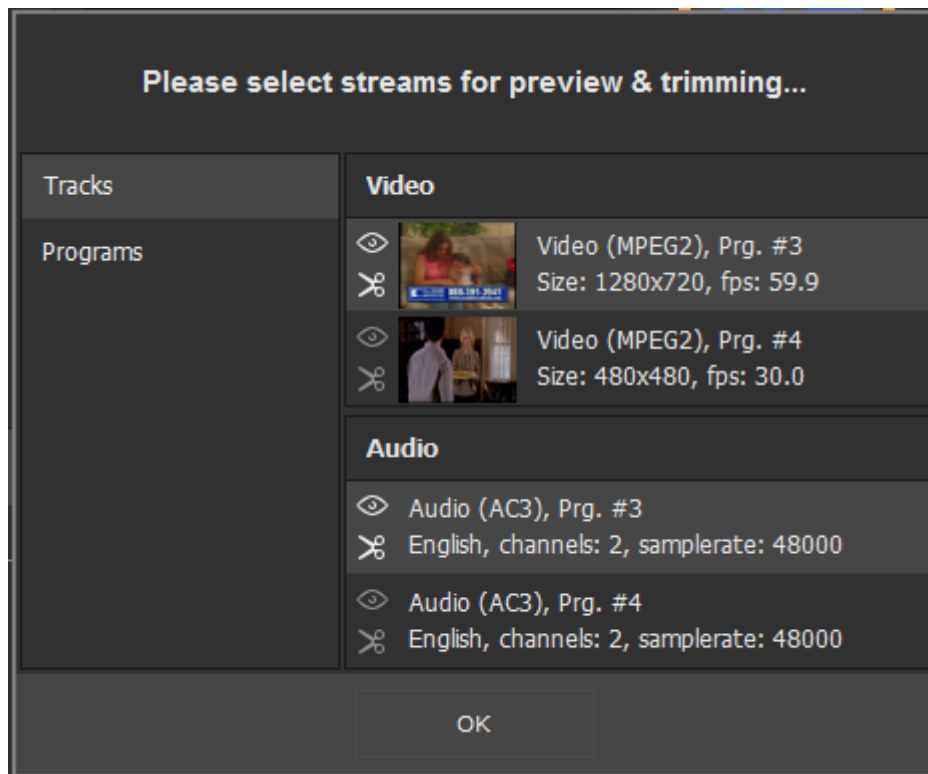 Please select streams for preview & trimming...
Tracks
Programs
Video
Video (MPEG2), Prg. #3
Size: 1280x720, fps: 59.9
Video (MPEG2), Prg. #4
Size: 480x480, fps: 30.0
Audio
Audio (AC3), Prg. #3
English, channels: 2, samplerate: 48000
Audio (AC3), Prg. #4
English, channels: 2, samplerate: 48000
OK